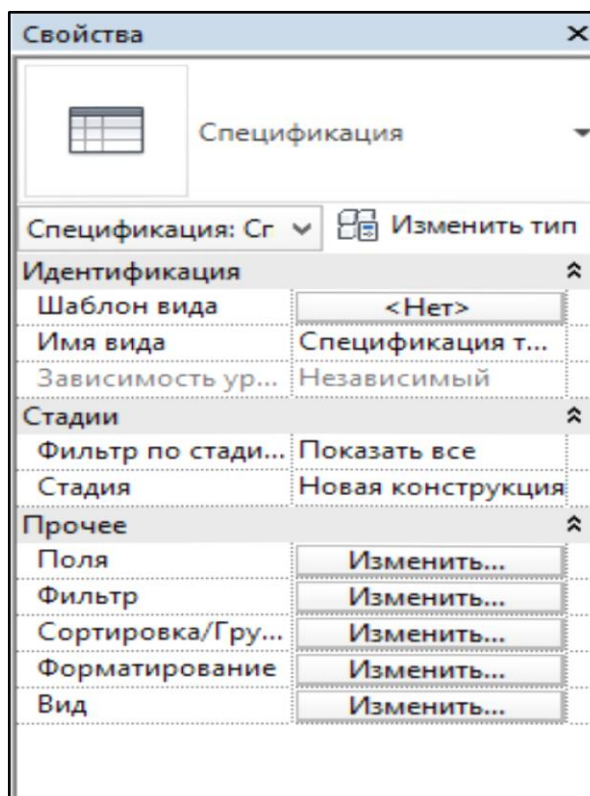 Свойства
Спецификация
Спецификация: Сг Изменить тип
Идентификация
Шаблон вида <Нет>
Имя вида Спецификация т...
Зависимость ур... Независимый
Стадии
Фильтр по стади... Показать все
Стадия Новая конструкция
Прочее
Поля Изменить...
Фильтр Изменить...
Сортировка/Гру... Изменить...
Форматирование Изменить...
Вид Изменить...